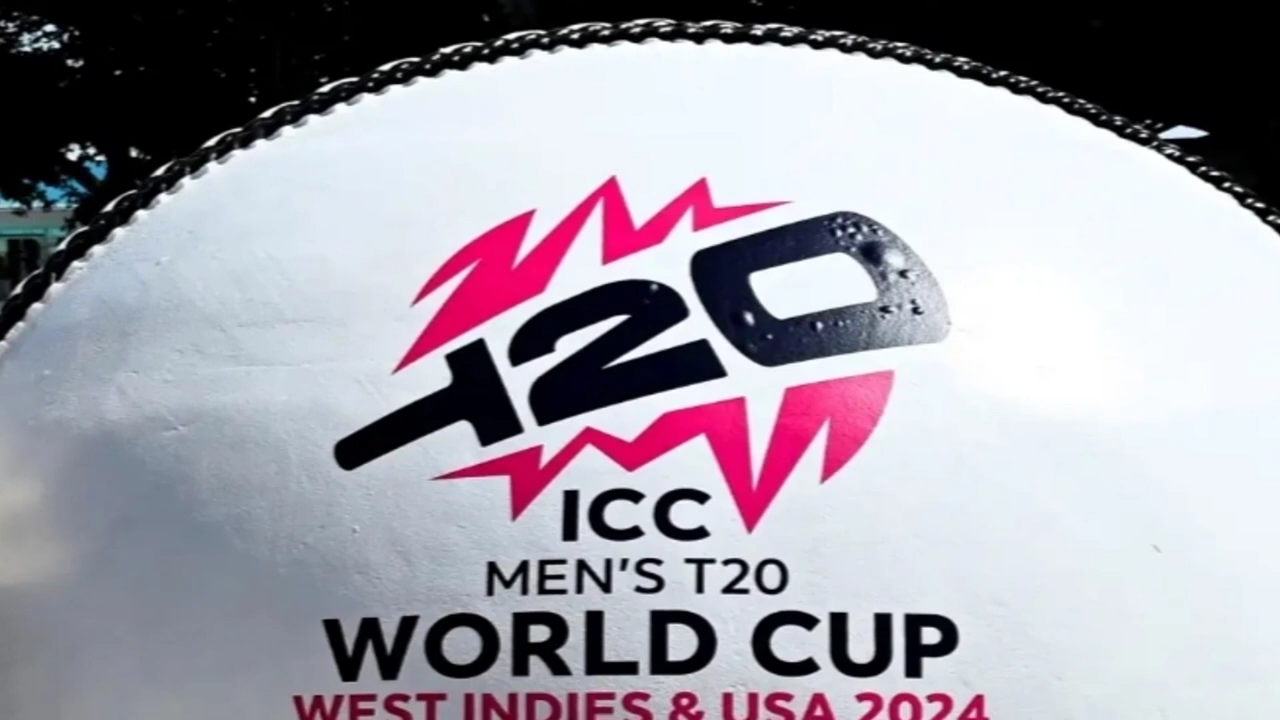 T20
ICC
MEN'S T20
WORLD CUP
WEST INDIES & USA 2024